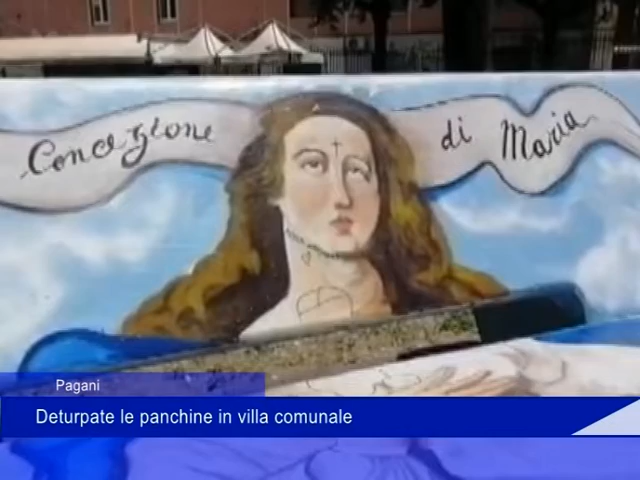 Concezione di Maria
Pagani
Deturpate le panchine in villa comunale